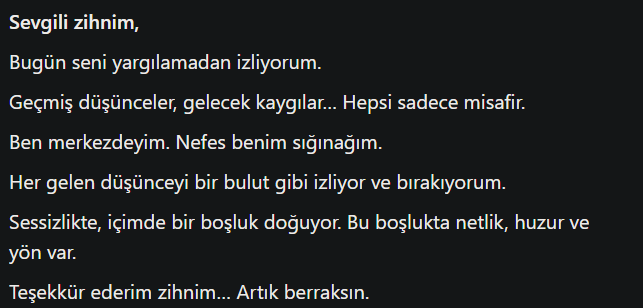 Sevgili zihnim,
Bugün seni yargılamadan izliyorum.
Geçmiş düşünceler, gelecek kaygılar... Hepsi sadece misafir.
Ben merkezdeyim. Nefes benim sığınağım.
Her gelen düşünceyi bir bulut gibi izliyor ve bırakıyorum.
Sessizlikte, içimde bir boşluk doğuyor. Bu boşlukta netlik, huzur ve
yön var.
Teşekkür ederim zihnim... Artık berraksın.